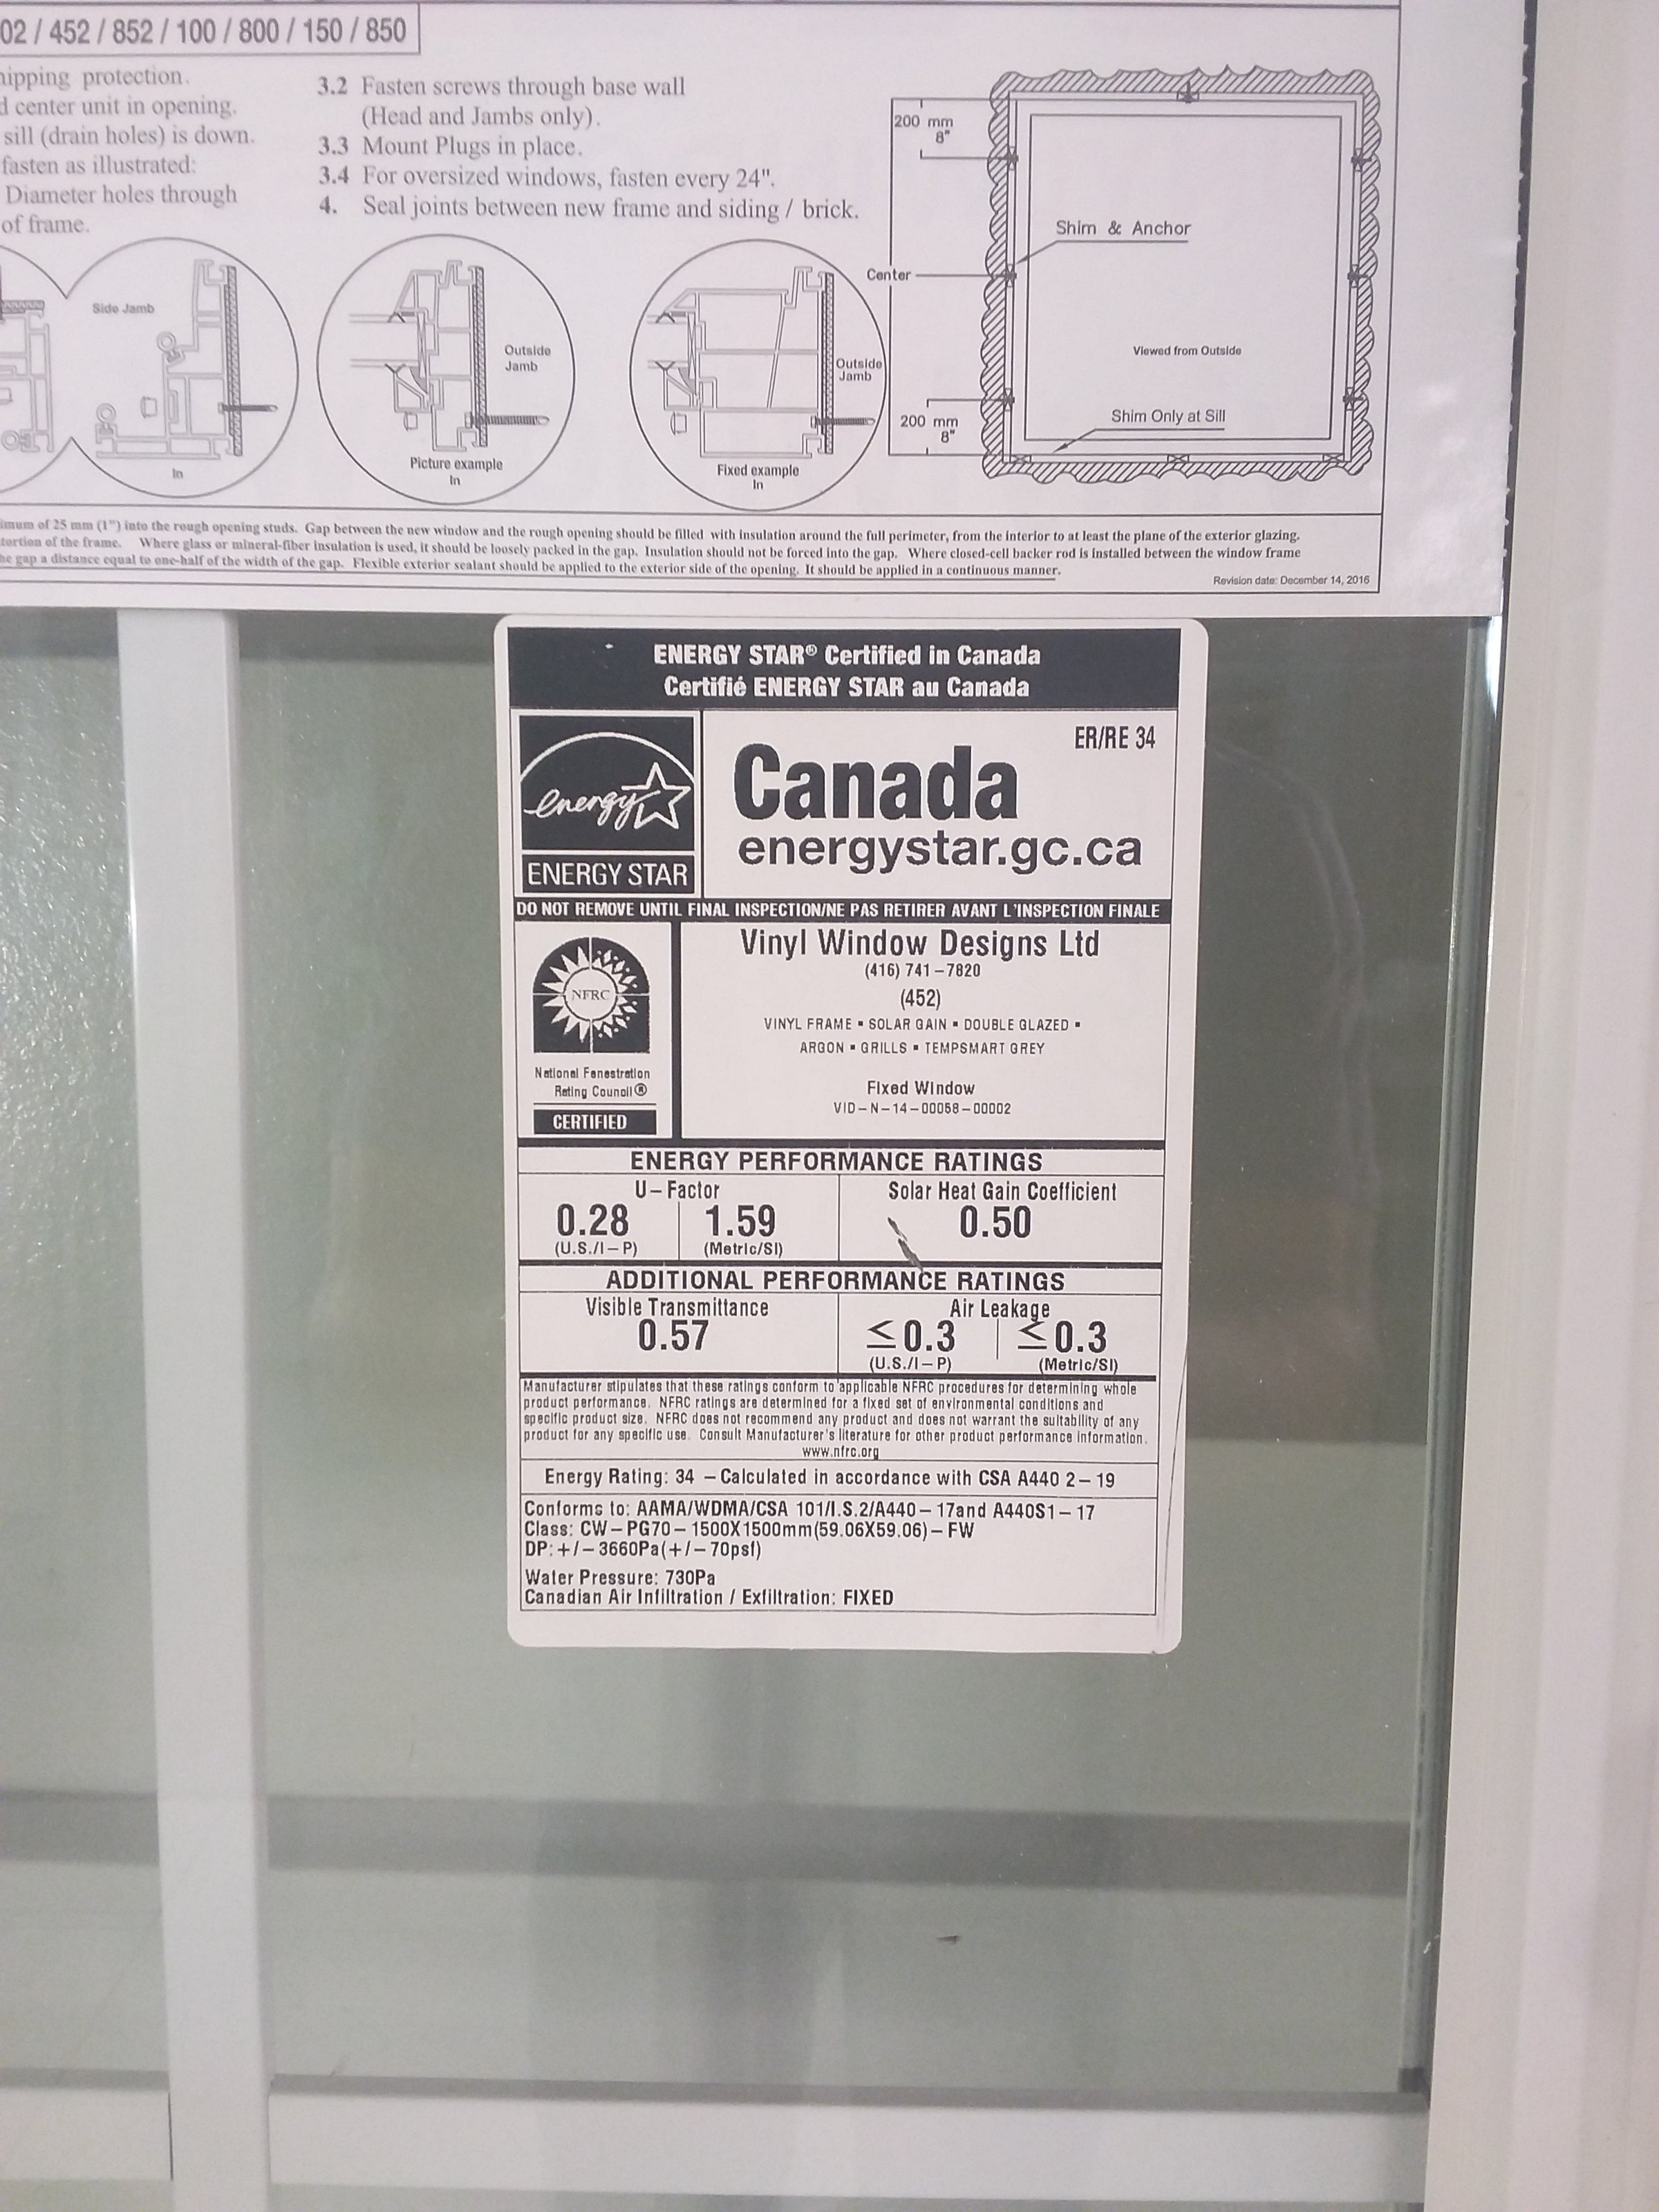 02 / 452 / 852 / 100 / 800 / 150 / 850
hipping protection.
d center unit in opening.
sill (drain holes) is down.
fasten as illustrated:
Diameter holes through
of frame.
3.2 Fasten screws through base wall
(Head and Jambs only).
3.3 Mount Plugs in place.
3.4 For oversized windows, fasten every 24".
4. Seal joints between new frame and siding / brick.
200 mm
8"
Shim & Anchor
Center
Viewed from Outside
Shim Only at Sill
200 mm
8"
Side Jamb
In
Outside
Jamb
Picture example
In
Outside
Jamb
Fixed example
In
imum of 25 mm (1") into the rough opening studs. Gap between the new window and the rough opening should be filled with insulation around the full perimeter, from the interior to at least the plane of the exterior glazing.
tortion of the frame. Where glass or mineral-fiber insulation is used, it should be loosely packed in the gap. Insulation should not be forced into the gap. Where closed-cell backer rod is installed between the window frame
he gap a distance equal to one-half of the width of the gap. Flexible exterior sealant should be applied to the exterior side of the opening. It should be applied in a continuous manner.
Revision date: December 14, 2016
ENERGY STAR® Certified in Canada
Certifié ENERGY STAR au Canada
energy
ENERGY STAR
ER/RE 34
Canada
energystar.gc.ca
DO NOT REMOVE UNTIL FINAL INSPECTION/NE PAS RETIRER AVANT L'INSPECTION FINALE
NFRC
National Fenestration
Rating Council®
CERTIFIED
Vinyl Window Designs Ltd
(416) 741-7820
(452)
VINYL FRAME ▪ SOLAR GAIN ▪ DOUBLE GLAZED ▪
ARGON ▪ GRILLS ▪ TEMPSMART GREY
Fixed Window
VID-N-14-00058-00002
ENERGY PERFORMANCE RATINGS
U-Factor
0.28 1.59
(U.S./I-P) (Metric/SI)
Solar Heat Gain Coefficient
0.50
ADDITIONAL PERFORMANCE RATINGS
Visible Transmittance
0.57
Air Leakage
≤0.3 ≤0.3
(U.S./I-P) (Metric/SI)
Manufacturer stipulates that these ratings conform to applicable NFRC procedures for determining whole
product performance. NFRC ratings are determined for a fixed set of environmental conditions and
specific product size. NFRC does not recommend any product and does not warrant the suitability of any
product for any specific use. Consult Manufacturer's literature for other product performance information.
www.nfrc.org
Energy Rating: 34 - Calculated in accordance with CSA A440 2-19
Conforms to: AAMA/WDMA/CSA 101/I.S.2/A440-17and A440S1-17
Class: CW-PG70-1500X1500mm(59.06X59.06)-FW
DP: +/-3660Pa(+/-70psf)
Water Pressure: 730Pa
Canadian Air Infiltration / Exfiltration: FIXED